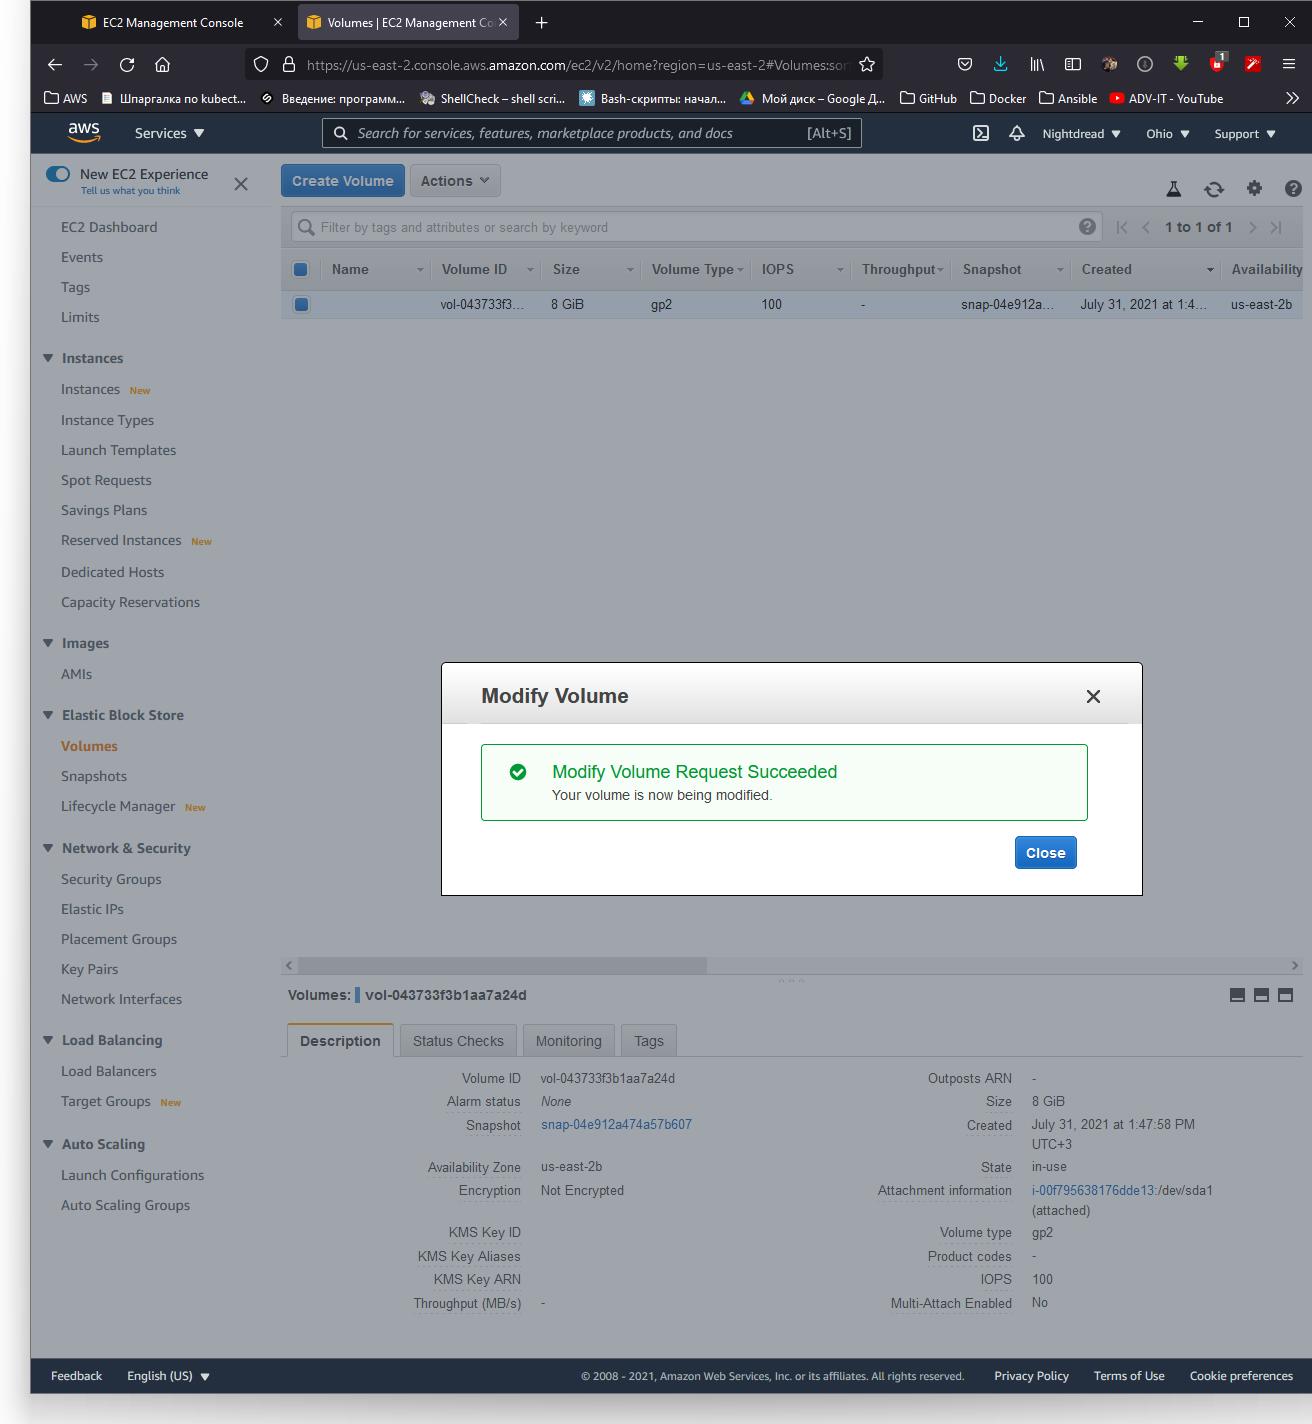 EC2 Management Console
Volumes | EC2 Management Co
https://us-east-2.console.aws.amazon.com/ec2/v2/home?region=us-east-2#Volumes:sor
1
AWS
Шпаргалка по kubect...
Введение: программ...
ShellCheck – shell scri...
Bash-скрипты: начал...
Мой диск – Google Д...
GitHub
Docker
Ansible
ADV-IT - YouTube
aws
Services
Search for services, features, marketplace products, and docs [Alt+S]
Nightdread
Ohio
Support
New EC2 Experience
Tell us what you think
EC2 Dashboard
Events
Tags
Limits
Instances
Instances New
Instance Types
Launch Templates
Spot Requests
Savings Plans
Reserved Instances New
Dedicated Hosts
Capacity Reservations
Images
AMIs
Elastic Block Store
Volumes
Snapshots
Lifecycle Manager New
Network & Security
Security Groups
Elastic IPs
Placement Groups
Key Pairs
Network Interfaces
Load Balancing
Load Balancers
Target Groups New
Auto Scaling
Launch Configurations
Auto Scaling Groups
Create Volume
Actions
Filter by tags and attributes or search by keyword
1 to 1 of 1
Name Volume ID Size Volume Type IOPS Throughput Snapshot Created Availability
vol-043733f3... 8 GiB gp2 100 - snap-04e912a... July 31, 2021 at 1:4... us-east-2b
Modify Volume
Modify Volume Request Succeeded
Your volume is now being modified.
Close
Volumes: vol-043733f3b1aa7a24d
Description
Status Checks
Monitoring
Tags
Volume ID vol-043733f3b1aa7a24d
Alarm status None
Snapshot snap-04e912a474a57b607
Availability Zone us-east-2b
Encryption Not Encrypted
KMS Key ID
KMS Key Aliases
KMS Key ARN
Throughput (MB/s) -
Outposts ARN -
Size 8 GiB
Created July 31, 2021 at 1:47:58 PM
UTC+3
State in-use
Attachment information i-00f795638176dde13:/dev/sda1
(attached)
Volume type gp2
Product codes -
IOPS 100
Multi-Attach Enabled No
Feedback
English (US)
© 2008 - 2021, Amazon Web Services, Inc. or its affiliates. All rights reserved.
Privacy Policy
Terms of Use
Cookie preferences